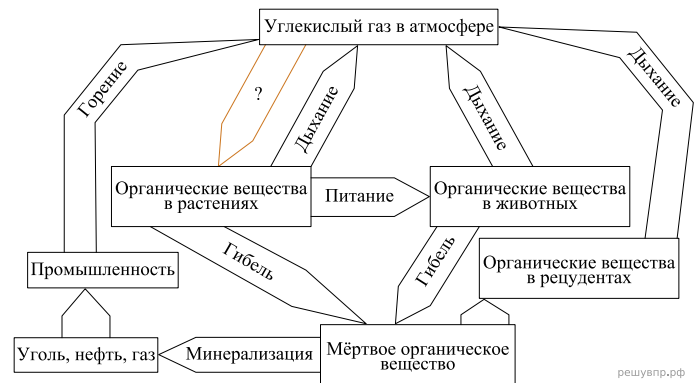 Углекислый газ в атмосфере
Горение
?
Дыхание
Дыхание
Дыхание
Органические вещества
в растениях
Питание
Органические вещества
в животных
Гибель
Гибель
Промышленность
Органические вещества
в рецудентах
Уголь, нефть, газ
Минерализация
Мёртвое органическое
вещество
решувпр.рф